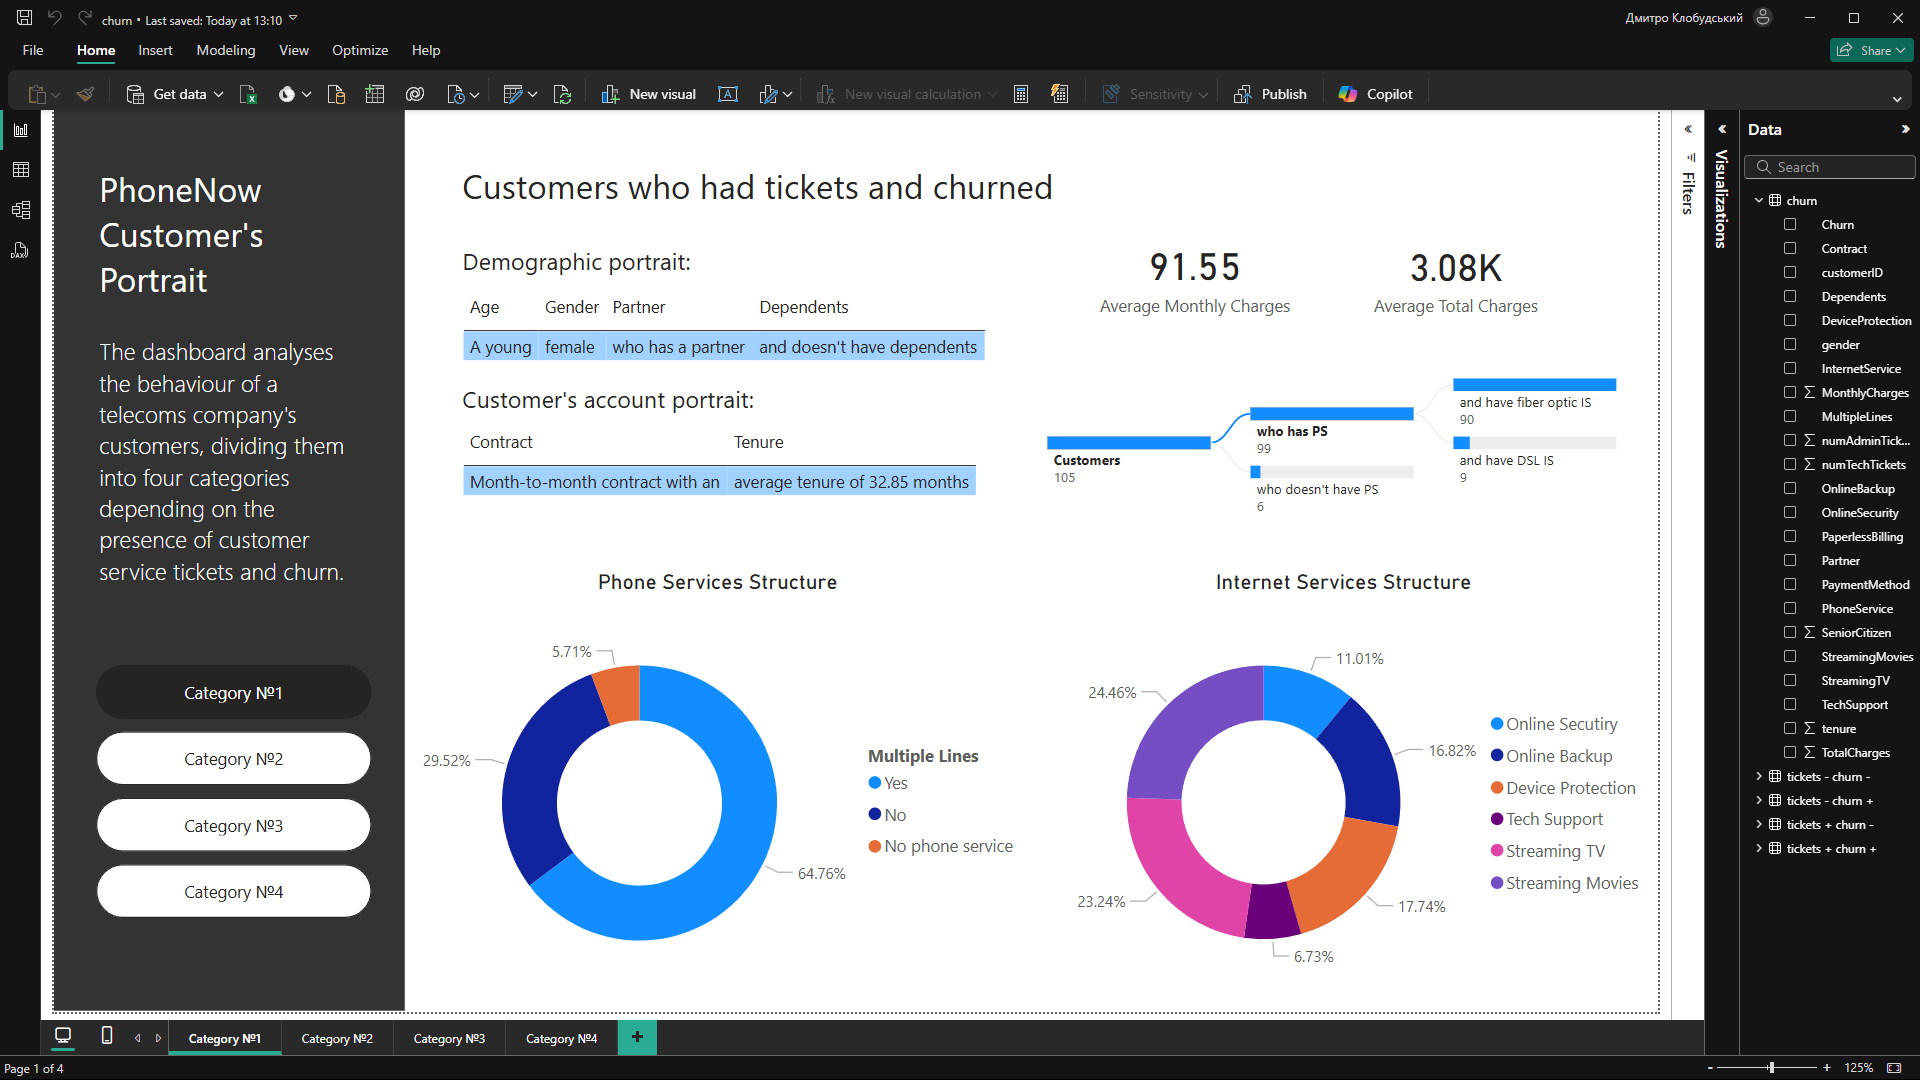 churn • Last saved: Today at 13:10
Дмитро Клобудський
File
Home
Insert
Modeling
View
Optimize
Help
Share
Get data
New visual
New visual calculation
Sensitivity
Publish
Copilot
DAX
PhoneNow
Customer's
Portrait
The dashboard analyses
the behaviour of a
telecoms company's
customers, dividing them
into four categories
depending on the
presence of customer
service tickets and churn.
Category №1
Category №2
Category №3
Category №4
Customers who had tickets and churned
Demographic portrait:
Age Gender Partner Dependents
A young female who has a partner and doesn't have dependents
Customer's account portrait:
Contract Tenure
Month-to-month contract with an average tenure of 32.85 months
91.55
Average Monthly Charges
3.08K
Average Total Charges
Customers
105
who has PS
99
who doesn't have PS
6
and have fiber optic IS
90
and have DSL IS
9
Phone Services Structure
5.71%
29.52%
64.76%
Multiple Lines
Yes
No
No phone service
Internet Services Structure
11.01%
24.46%
16.82%
23.24%
17.74%
6.73%
Online Secutiry
Online Backup
Device Protection
Tech Support
Streaming TV
Streaming Movies
Filters
Visualizations
Data
Search
churn
Churn
Contract
customerID
Dependents
DeviceProtection
gender
InternetService
MonthlyCharges
MultipleLines
numAdminTick...
numTechTickets
OnlineBackup
OnlineSecurity
PaperlessBilling
Partner
PaymentMethod
PhoneService
SeniorCitizen
StreamingMovies
StreamingTV
TechSupport
tenure
TotalCharges
tickets - churn -
tickets - churn +
tickets + churn -
tickets + churn +
Category №1
Category №2
Category №3
Category №4
+
Page 1 of 4
- + 125%